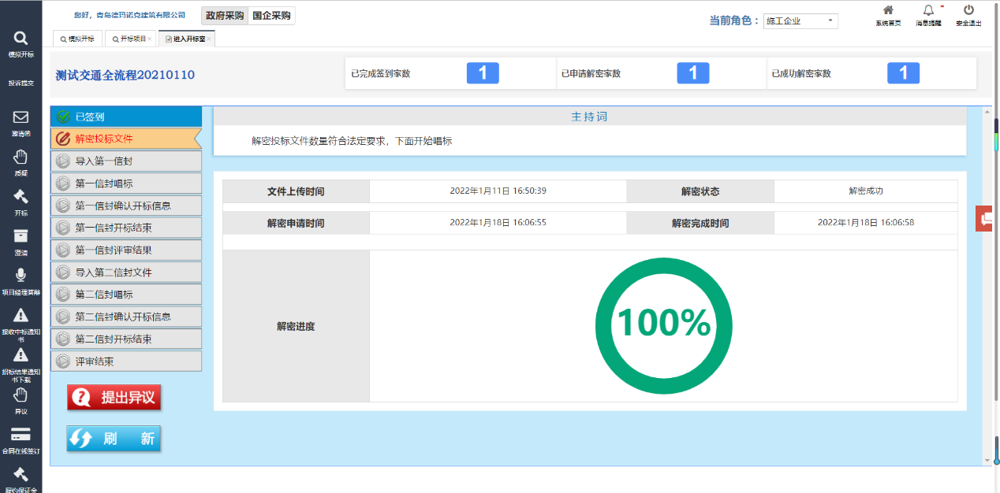 您好，青岛德玛诺克建筑有限公司
政府采购 国企采购
当前角色： 施工企业
系统首页 消息提醒 安全退出
模拟开标 开标项目 进入开标室
模拟开标
投诉提交
邀请函
质疑
开标
澄清
项目经理答辩
接收中标通知书
招标结果通知书下载
异议
合同在线签订
履约保证金
测试交通全流程20210110
已完成签到家数 1 已申请解密家数 1 已成功解密家数 1
已签到
解密投标文件
导入第一信封
第一信封唱标
第一信封确认开标信息
第一信封开标结束
第一信封评审结果
导入第二信封文件
第二信封唱标
第二信封确认开标信息
第二信封开标结束
评审结束
提出异议
刷 新
主持词
解密投标文件数量符合法定要求，下面开始唱标
文件上传时间 2022年1月11日 16:50:39 解密状态 解密成功
解密申请时间 2022年1月18日 16:06:55 解密完成时间 2022年1月18日 16:06:58
解密进度 100%